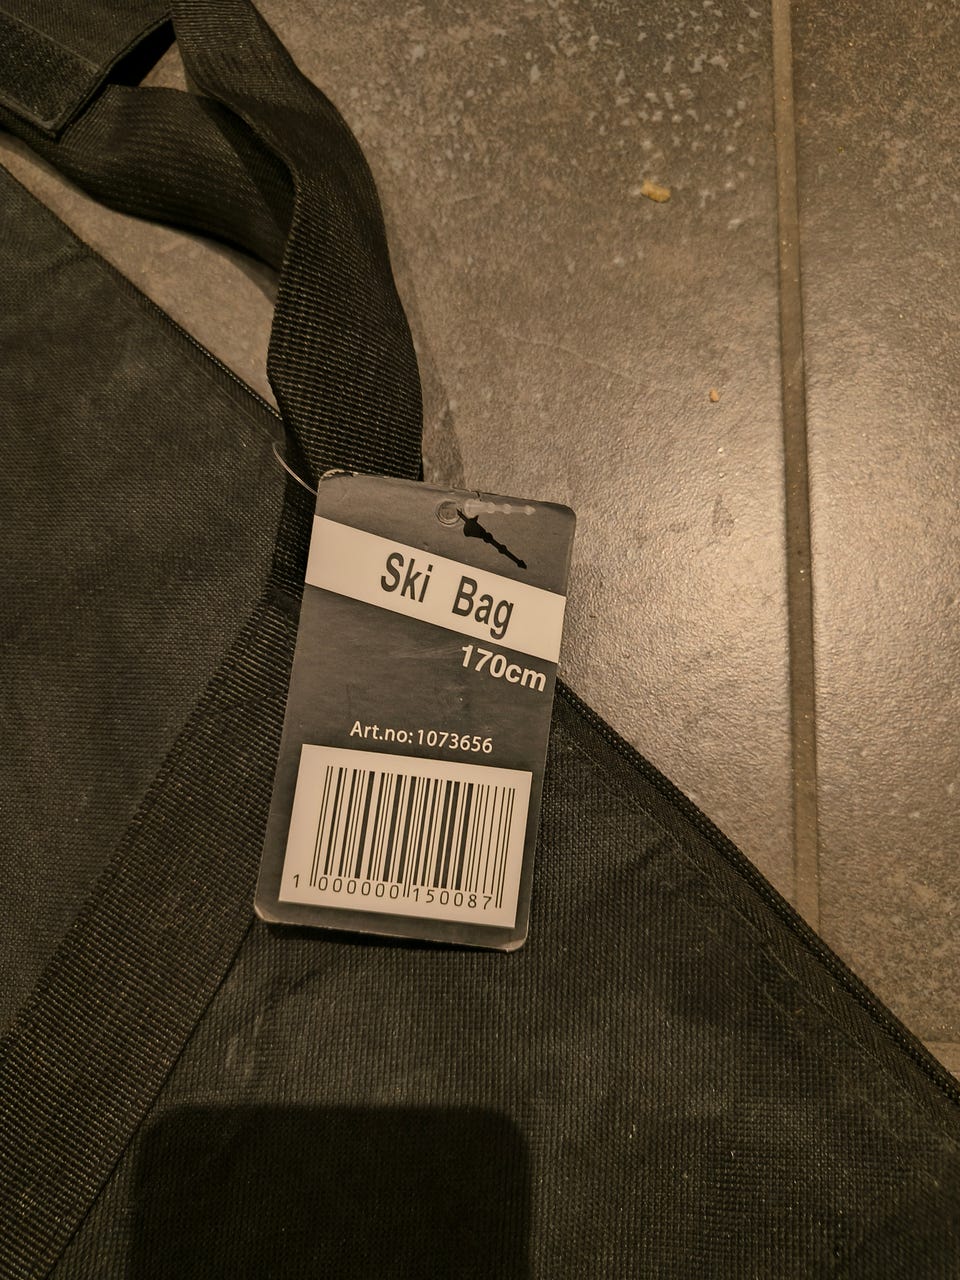 Ski Bag
170cm
Art.no: 1073656
1 000000 150087